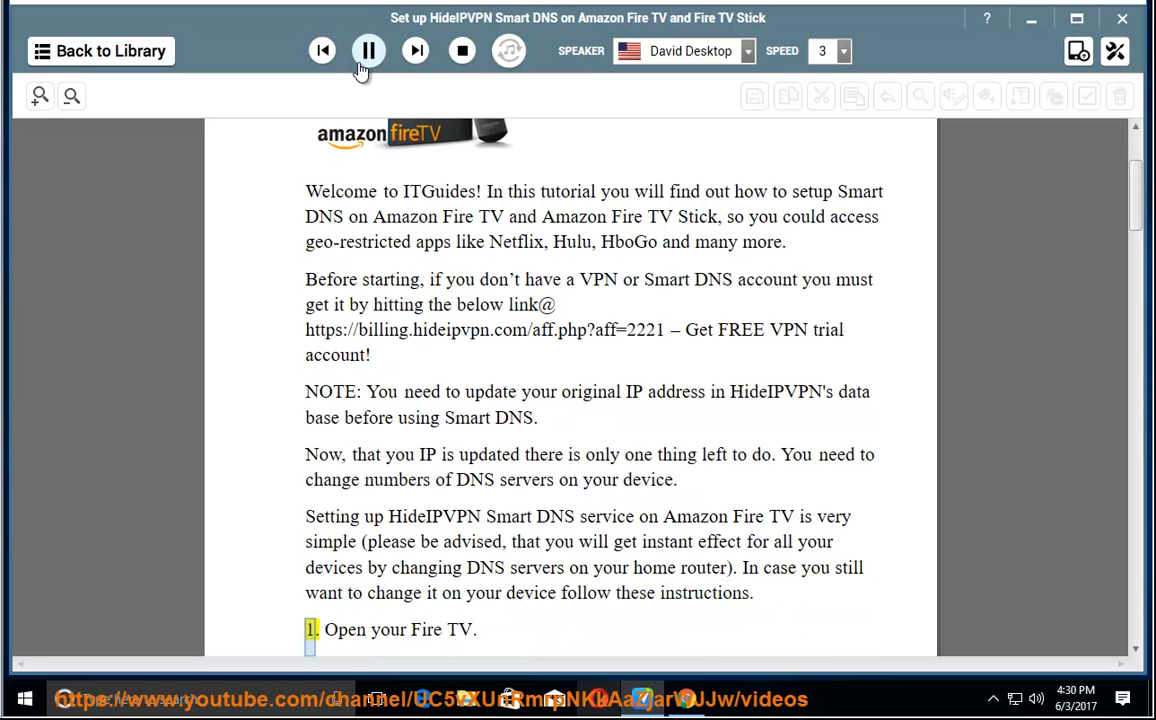 Set up HideIPVPN Smart DNS on Amazon Fire TV and Fire TV Stick
?
Back to Library
SPEAKER
David Desktop
SPEED
3
amazon fireTV
Welcome to ITGuides! In this tutorial you will find out how to setup Smart
DNS on Amazon Fire TV and Amazon Fire TV Stick, so you could access
geo-restricted apps like Netflix, Hulu, HboGo and many more.
Before starting, if you don’t have a VPN or Smart DNS account you must
get it by hitting the below link@
https://billing.hideipvpn.com/aff.php?aff=2221 – Get FREE VPN trial
account!
NOTE: You need to update your original IP address in HideIPVPN's data
base before using Smart DNS.
Now, that you IP is updated there is only one thing left to do. You need to
change numbers of DNS servers on your device.
Setting up HideIPVPN Smart DNS service on Amazon Fire TV is very
simple (please be advised, that you will get instant effect for all your
devices by changing DNS servers on your home router). In case you still
want to change it on your device follow these instructions.
1. Open your Fire TV.
Type here to search
4:30 PM
6/3/2017